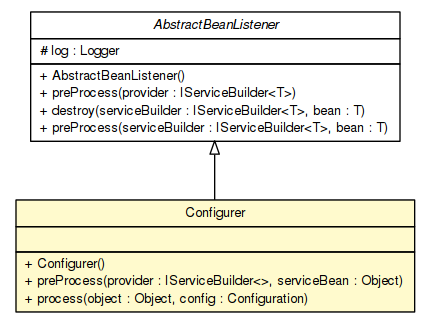 AbstractBeanListener
# log : Logger
+ AbstractBeanListener()
+ preProcess(provider : IServiceBuilder<T>)
+ destroy(serviceBuilder : IServiceBuilder<T>, bean : T)
+ preProcess(serviceBuilder : IServiceBuilder<T>, bean : T)
Configurer
+ Configurer()
+ preProcess(provider : IServiceBuilder<>, serviceBean : Object)
+ process(object : Object, config : Configuration)